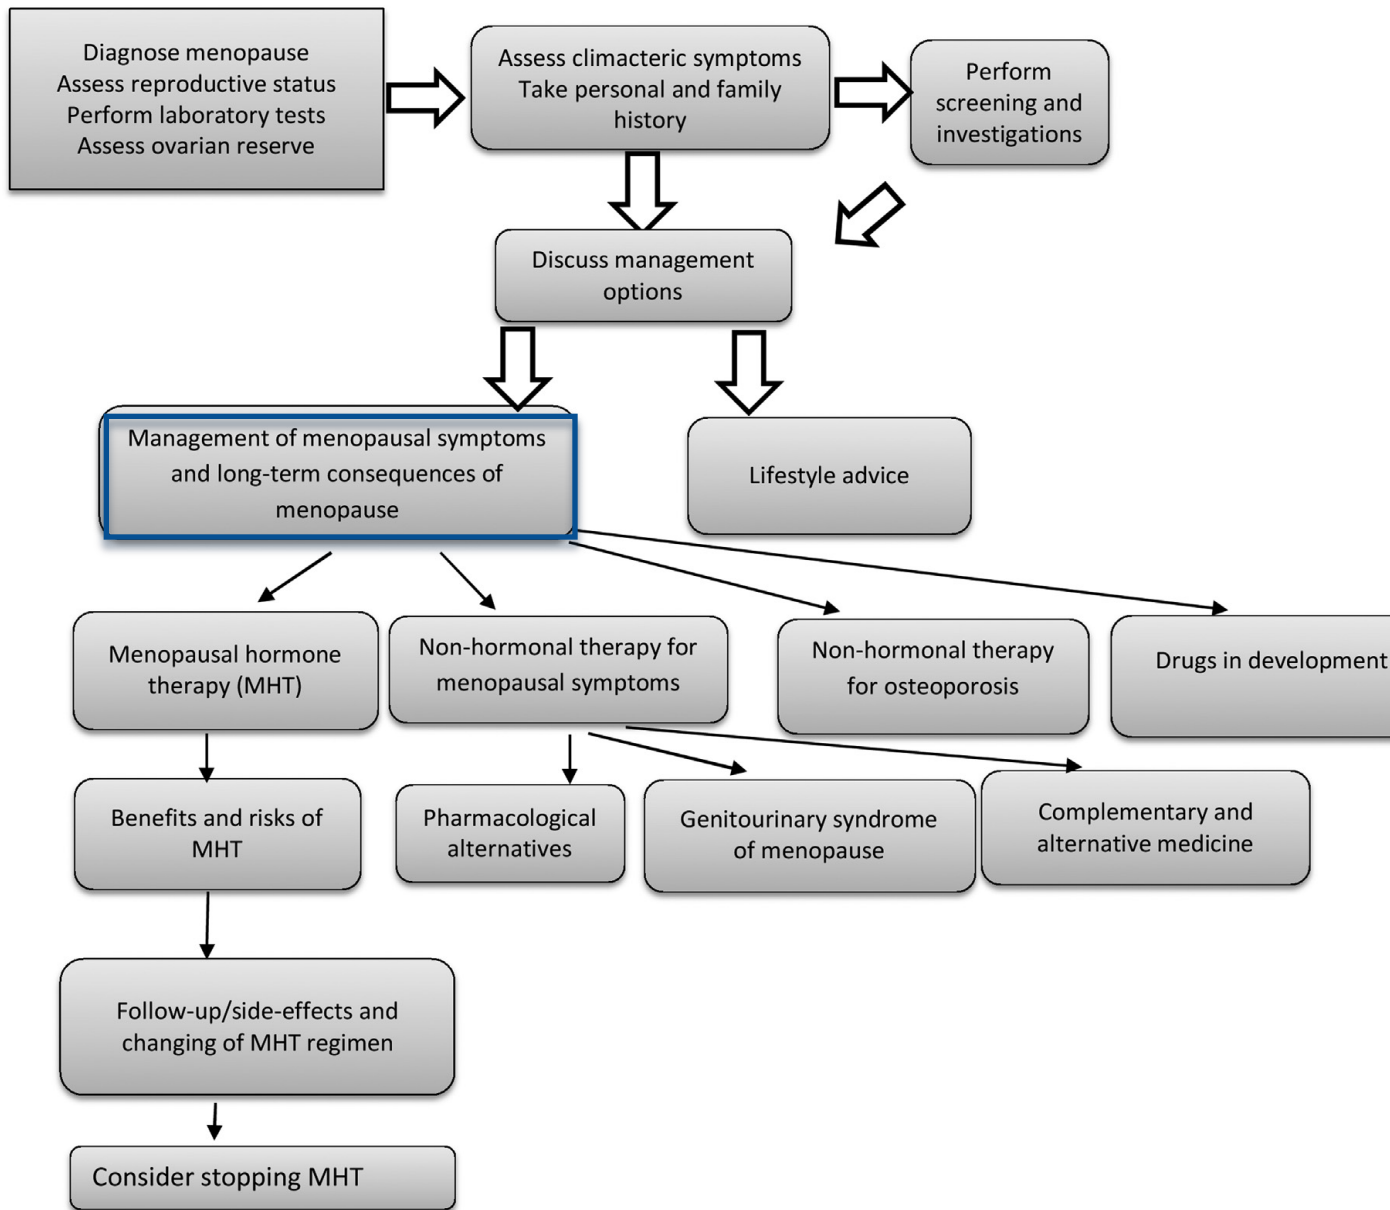 Diagnose menopause
Assess reproductive status
Perform laboratory tests
Assess ovarian reserve
Assess climacteric symptoms
Take personal and family
history
Perform
screening and
investigations
Discuss management
options
Management of menopausal symptoms
and long-term consequences of
menopause
Lifestyle advice
Menopausal hormone
therapy (MHT)
Non-hormonal therapy for
menopausal symptoms
Non-hormonal therapy
for osteoporosis
Drugs in development
Benefits and risks of
MHT
Pharmacological
alternatives
Genitourinary syndrome
of menopause
Complementary and
alternative medicine
Follow-up/side-effects and
changing of MHT regimen
Consider stopping MHT